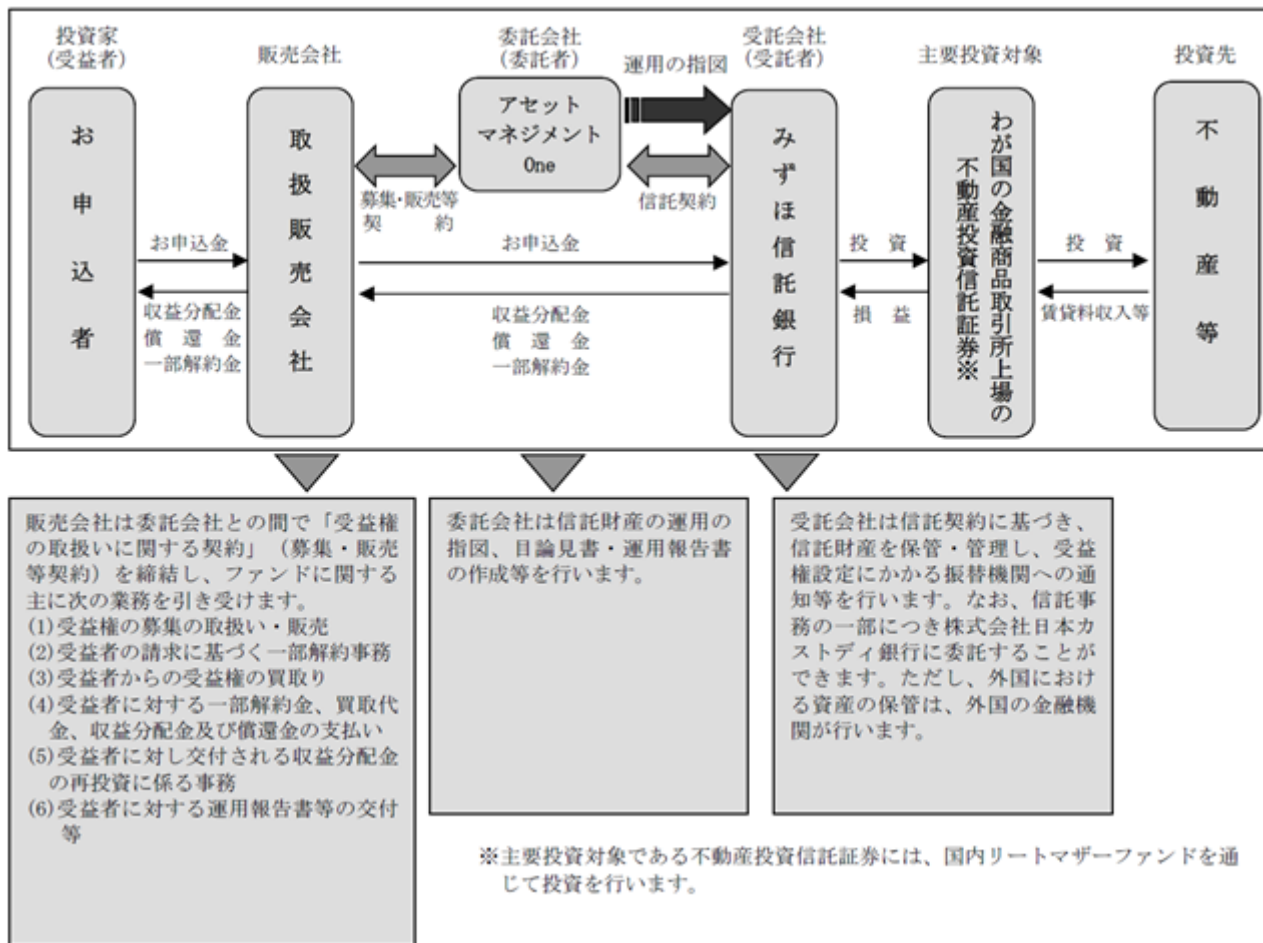 投資家
(受益者)
販売会社
委託会社
(委託者)
運用の指図
受託会社
(受託者)
主要投資対象
投資先
お申込者
取扱販売会社
アセット
マネジメント
One
みずほ信託銀行
わが国の金融商品取引所上場の
不動産投資信託証券※
不動産等
募集・販売等
契　　約
信託契約
お申込金
収益分配金
償　還　金
一部解約金
お申込金
収益分配金
償　還　金
一部解約金
投　資
損　益
投　資
賃貸料収入等
販売会社は委託会社との間で「受益権
の取扱いに関する契約」（募集・販売
等契約）を締結し、ファンドに関する
主に次の業務を引き受けます。
(1)受益権の募集の取扱い・販売
(2)受益者の請求に基づく一部解約事務
(3)受益者からの受益権の買取り
(4)受益者に対する一部解約金、買取代
金、収益分配金及び償還金の支払い
(5)受益者に対し交付される収益分配金
の再投資に係る事務
(6)受益者に対する運用報告書等の交付
等
委託会社は信託財産の運用の
指図、目論見書・運用報告書
の作成等を行います。
受託会社は信託契約に基づき、
信託財産を保管・管理し、受益
権設定にかかる振替機関への通
知等を行います。なお、信託事
務の一部につき株式会社日本カ
ストディ銀行に委託することが
できます。ただし、外国におけ
る資産の保管は、外国の金融機
関が行います。
※主要投資対象である不動産投資信託証券には、国内リートマザーファンドを通
じて投資を行います。